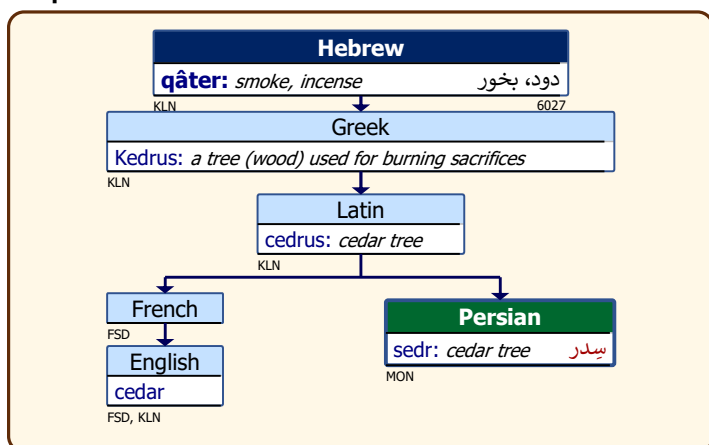 Hebrew
qâter: smoke, incense دود، بخور
KLN 6027
Greek
Kedrus: a tree (wood) used for burning sacrifices
KLN
Latin
cedrus: cedar tree
KLN
French
FSD
English
cedar
FSD, KLN
Persian
sedr: cedar tree سِدر
MON